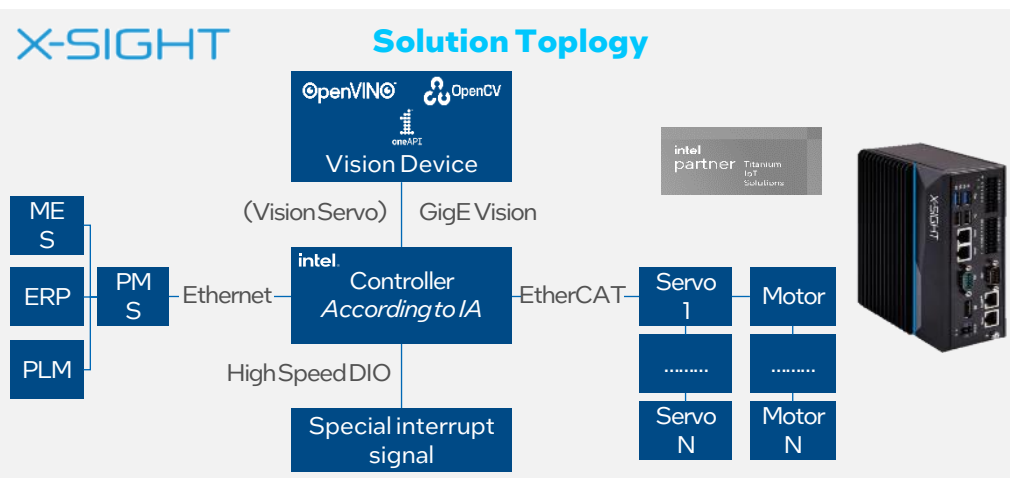 X-SIGHT
Solution Toplogy
OpenVINO
OpenCV
oneAPI
Vision Device
intel
partner
Titanium
IoT
Solutions
(Vision Servo)
GigE Vision
ME
S
ERP
PLM
PM
S
Ethernet
intel.
Controller
According to IA
EtherCAT
Servo
1
Motor
.........
.........
Servo
N
Motor
N
High Speed DIO
Special interrupt
signal
X-SIGHT